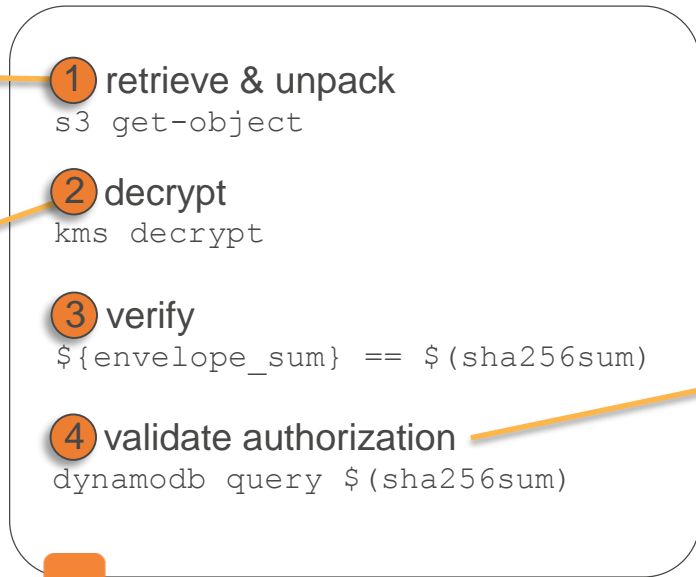 1 retrieve & unpack
s3 get-object
2 decrypt
kms decrypt
3 verify
${envelope_sum} == $(sha256sum)
4 validate authorization
dynamodb query $(sha256sum)